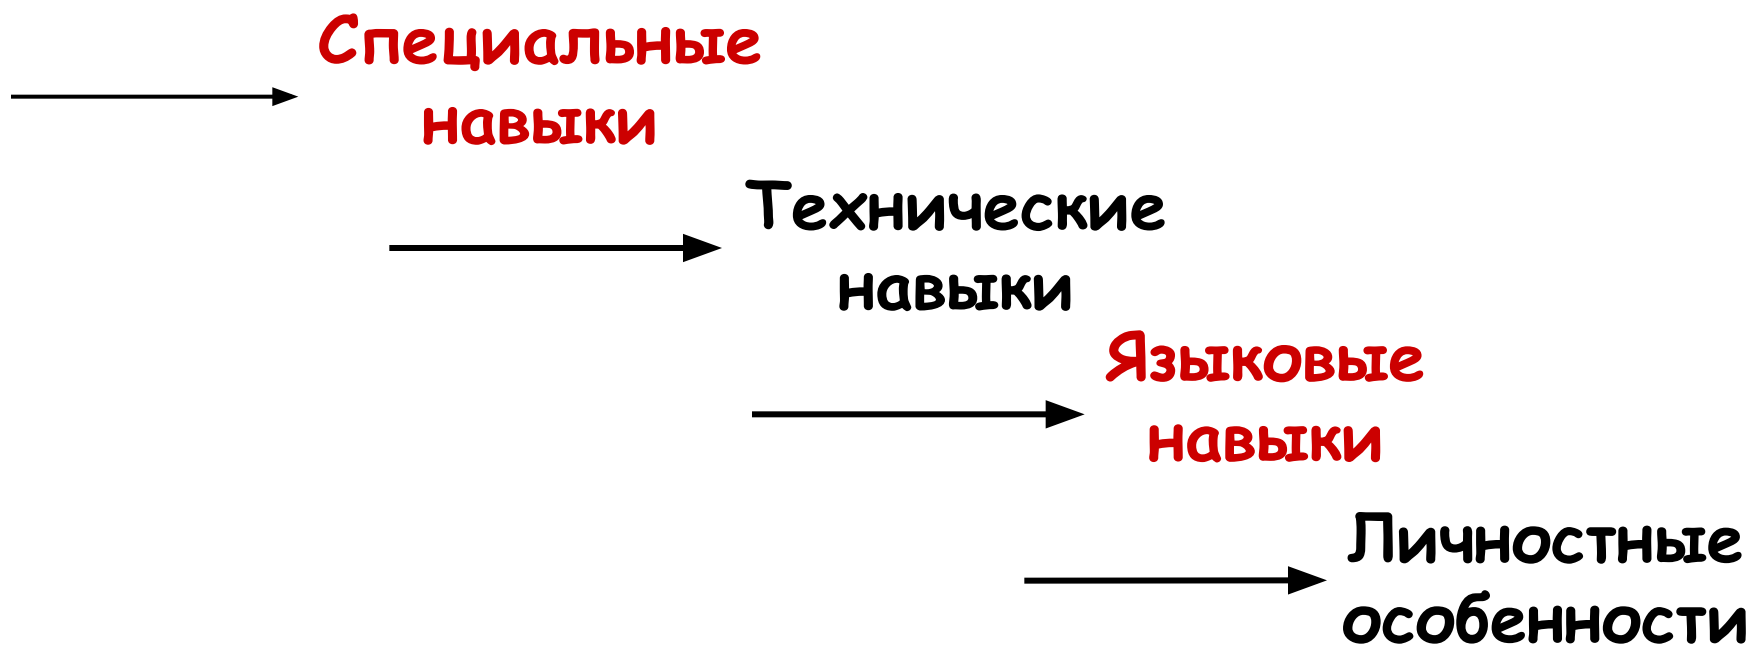 Специальные
навыки
Технические
навыки
Языковые
навыки
Личностные
особенности